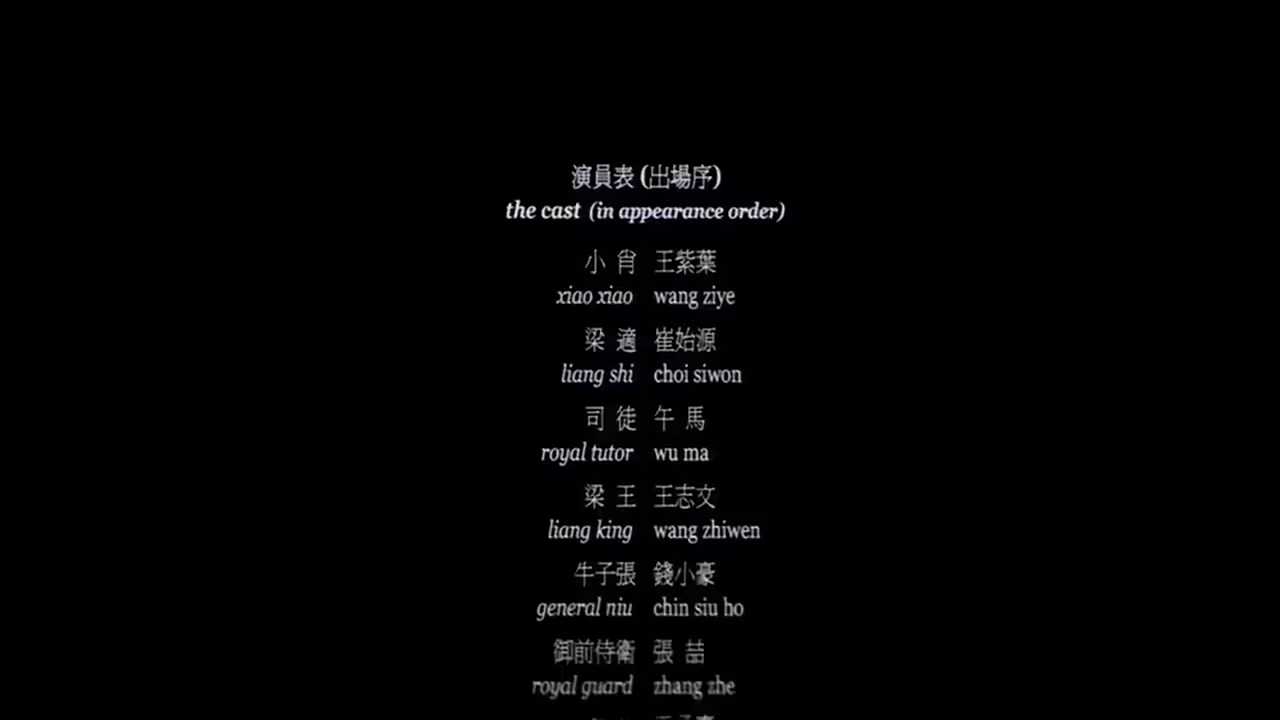 演員表 (出場序)
the cast (in appearance order)
小 肖 王紫葉
xiao xiao wang ziye
梁 適 崔始源
liang shi choi siwon
司 徒 午 馬
royal tutor wu ma
梁 王 王志文
liang king wang zhiwen
牛子張 錢小豪
general niu chin siu ho
御前侍衛 張 喆
royal guard zhang zhe